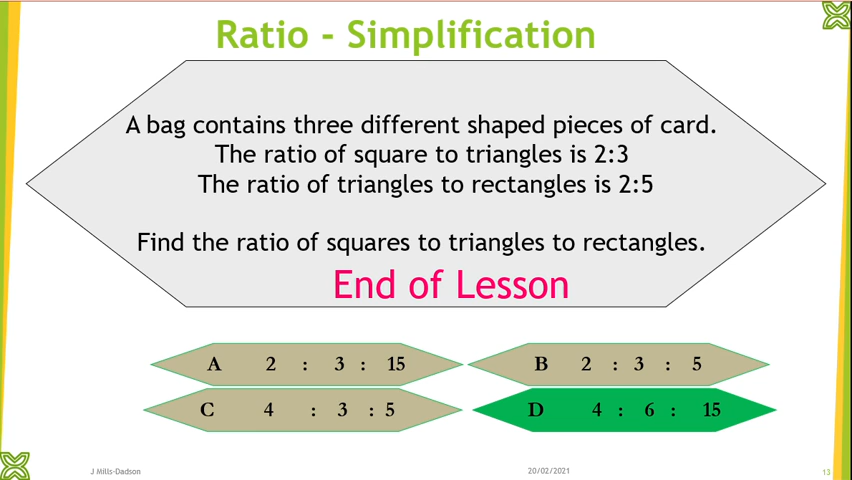 Ratio - Simplification
A bag contains three different shaped pieces of card.
The ratio of square to triangles is 2:3
The ratio of triangles to rectangles is 2:5
Find the ratio of squares to triangles to rectangles.
End of Lesson
A 2 : 3 : 15
B 2 : 3 : 5
C 4 : 3 : 5
D 4 : 6 : 15
J Mills-Dadson
20/02/2021
13